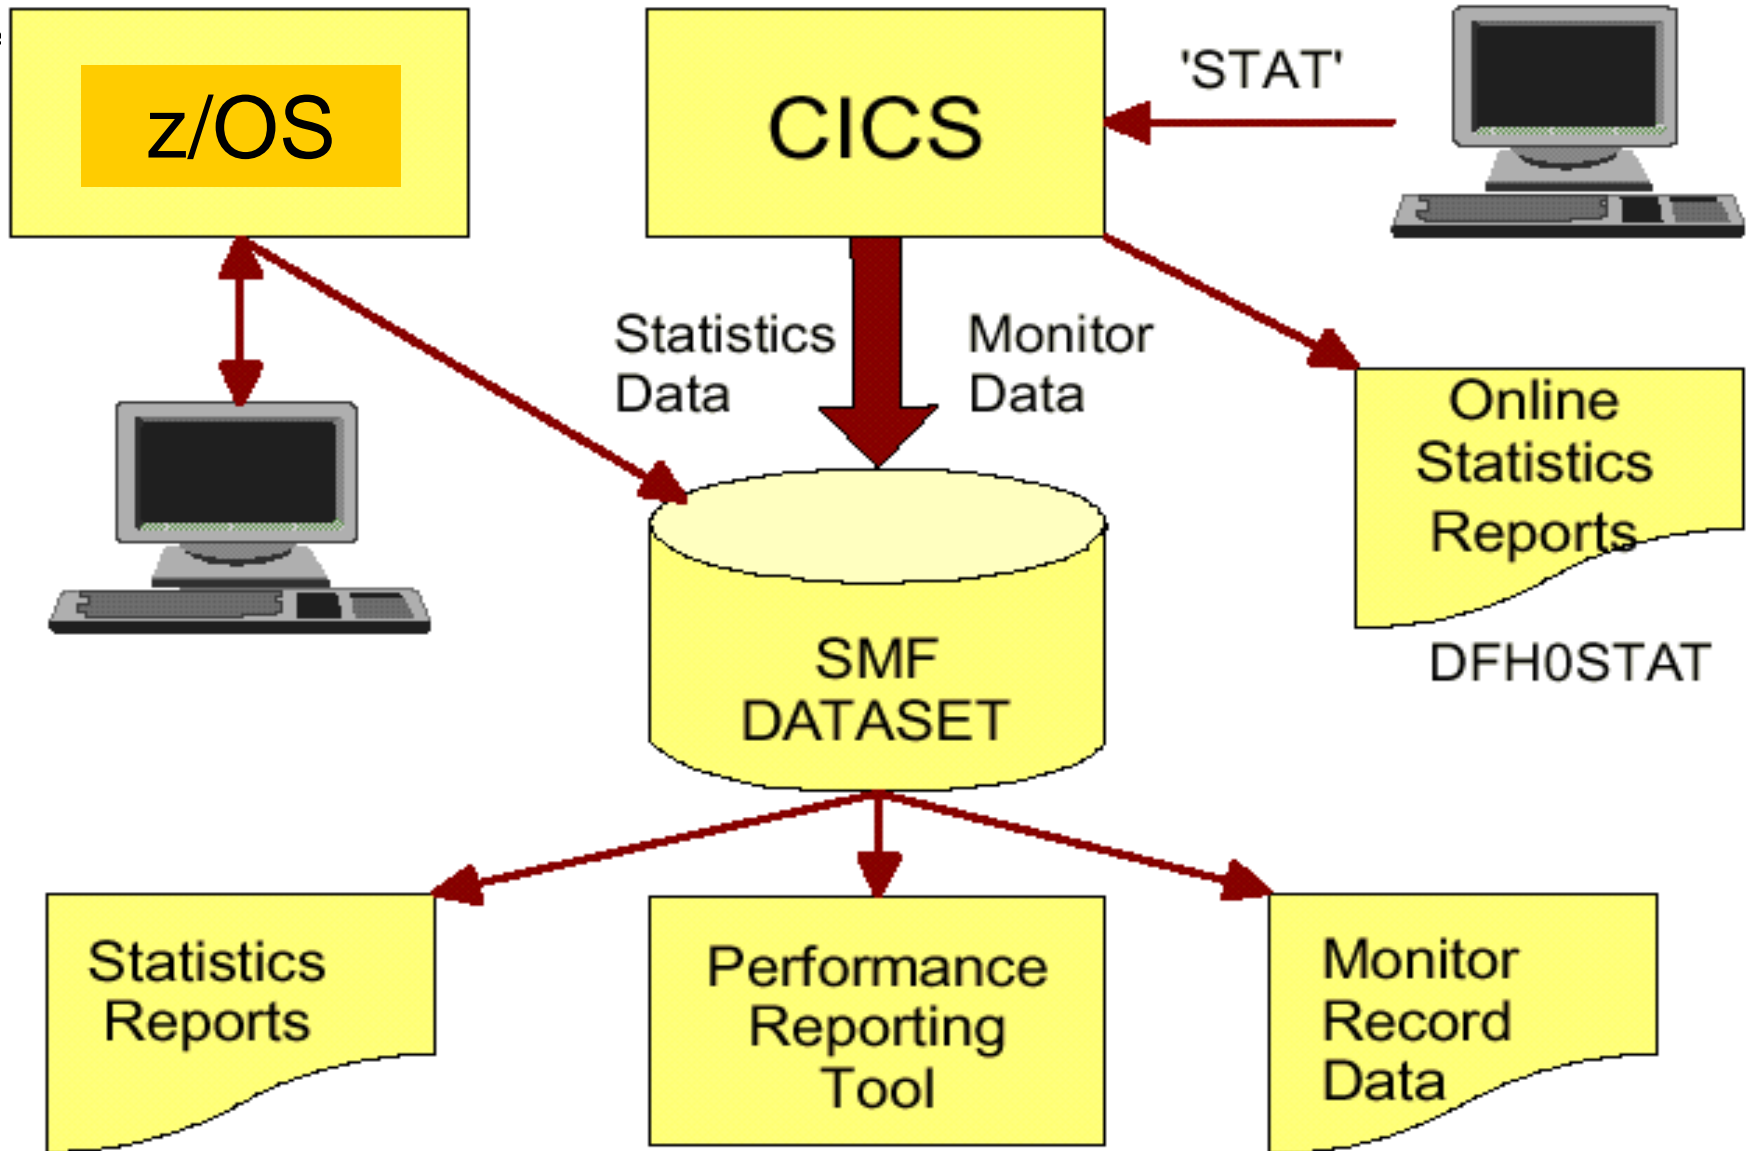 z/OS
CICS
'STAT'
Statistics
Data
Monitor
Data
Online
Statistics
Reports
DFH0STAT
SMF
DATASET
Statistics
Reports
Performance
Reporting
Tool
Monitor
Record
Data